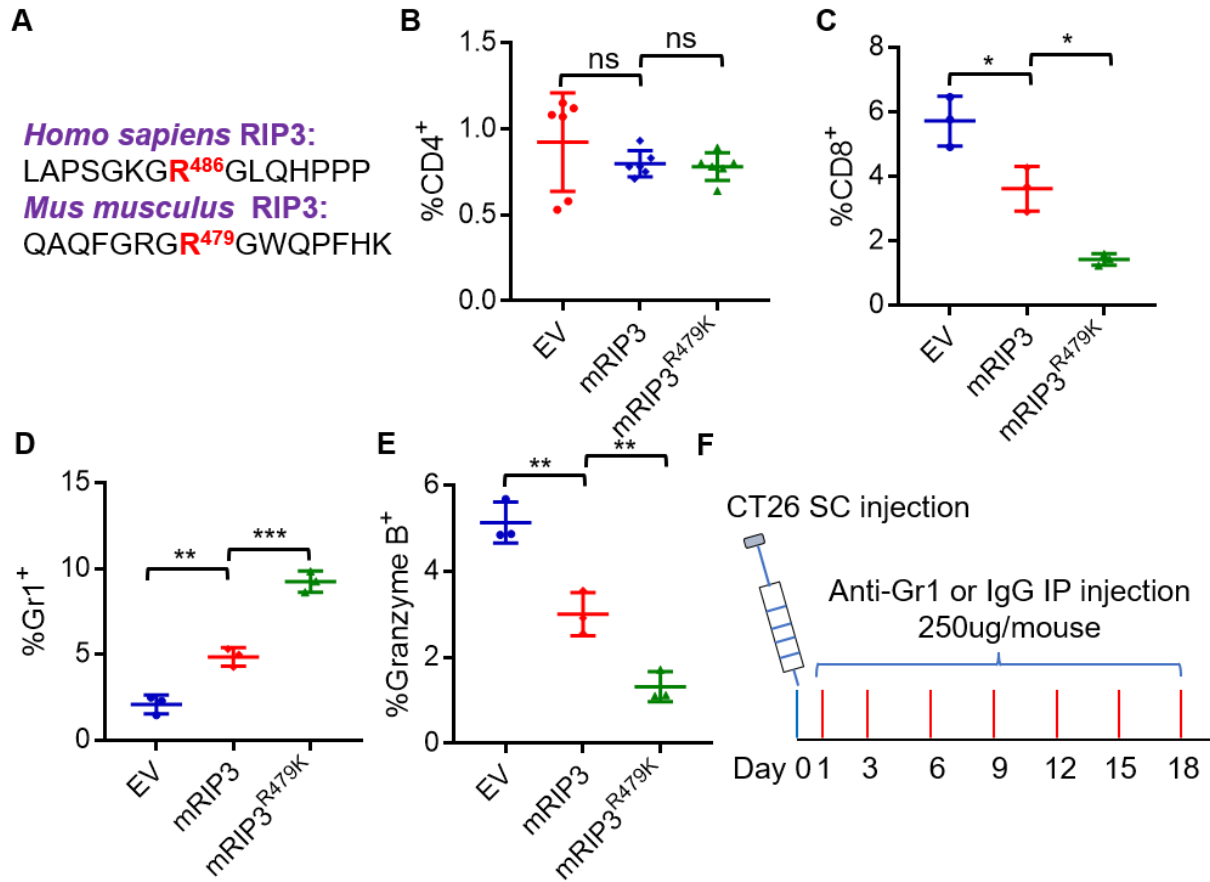 A
Homo sapiens RIP3:
LAPSGKGR486GLQHPPP
Mus musculus RIP3:
QAQFGRGR479GWQPFHK
B
%CD4+
1.5
1.0
0.5
0.0
ns
ns
EV
mRIP3
mRIP3R479K
C
%CD8+
8
6
4
2
0
*
*
EV
mRIP3
mRIP3R479K
D
%Gr1+
15
10
5
0
**
***
EV
mRIP3
mRIP3R479K
E
%Granzyme B+
6
4
2
0
**
**
EV
mRIP3
mRIP3R479K
F
CT26 SC injection
Anti-Gr1 or IgG IP injection
250ug/mouse
Day 0 1 3 6 9 12 15 18